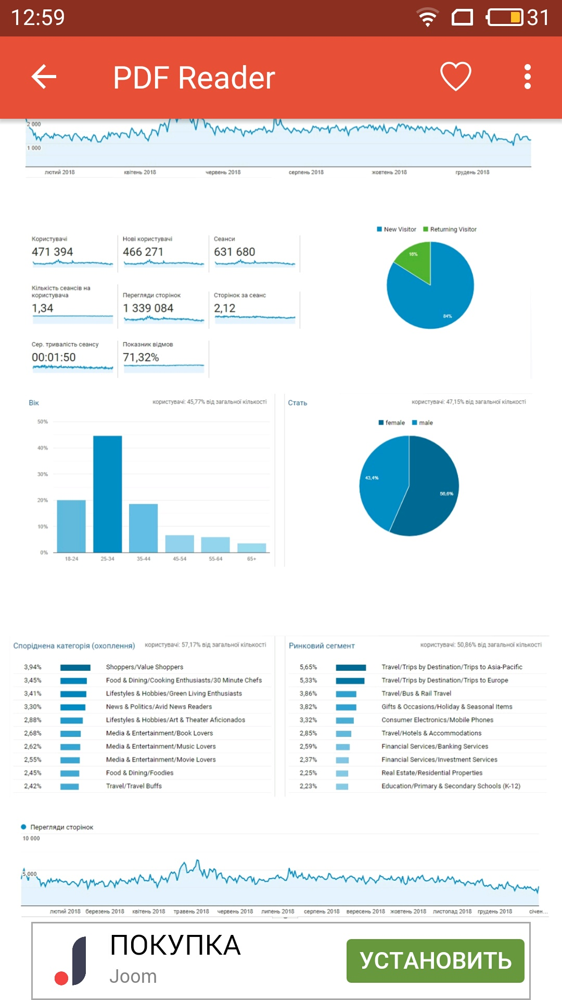 12:59
31
PDF Reader
2 000
1 000
лютий 2018 квітень 2018 червень 2018 серпень 2018 жовтень 2018 грудень 2018
New Visitor Returning Visitor
16%
84%
Користувачі Нові користувачі Сеанси
471 394 466 271 631 680
Кількість сеансів на
користувача Перегляди сторінок Сторінок за сеанс
1,34 1 339 084 2,12
Сер. тривалість сеансу Показник відмов
00:01:50 71,32%
Вік користувачі: 45,77% від загальної кількості
50%
40%
30%
20%
10%
0%
18-24 25-34 35-44 45-54 55-64 65+
Стать користувачі: 47,15% від загальної кількості
female male
43,4%
56,6%
Споріднена категорія (охоплення) користувачі: 57,17% від загальної кількості
3,94% Shoppers/Value Shoppers
3,45% Food & Dining/Cooking Enthusiasts/30 Minute Chefs
3,41% Lifestyles & Hobbies/Green Living Enthusiasts
3,30% News & Politics/Avid News Readers
2,88% Lifestyles & Hobbies/Art & Theater Aficionados
2,68% Media & Entertainment/Book Lovers
2,62% Media & Entertainment/Music Lovers
2,55% Media & Entertainment/Movie Lovers
2,45% Food & Dining/Foodies
2,42% Travel/Travel Buffs
Ринковий сегмент користувачі: 50,86% від загальної кількості
5,65% Travel/Trips by Destination/Trips to Asia-Pacific
5,33% Travel/Trips by Destination/Trips to Europe
3,86% Travel/Bus & Rail Travel
3,82% Gifts & Occasions/Holiday & Seasonal Items
3,32% Consumer Electronics/Mobile Phones
2,85% Travel/Hotels & Accommodations
2,59% Financial Services/Banking Services
2,37% Financial Services/Investment Services
2,25% Real Estate/Residential Properties
2,23% Education/Primary & Secondary Schools (K-12)
Перегляди сторінок
10 000
5 000
лютий 2018 березень 2018 квітень 2018 травень 2018 червень 2018 липень 2018 серпень 2018 вересень 2018 жовтень 2018 листопад 2018 грудень 2018 січен...
ПОКУПКА
Joom
УСТАНОВИТЬ